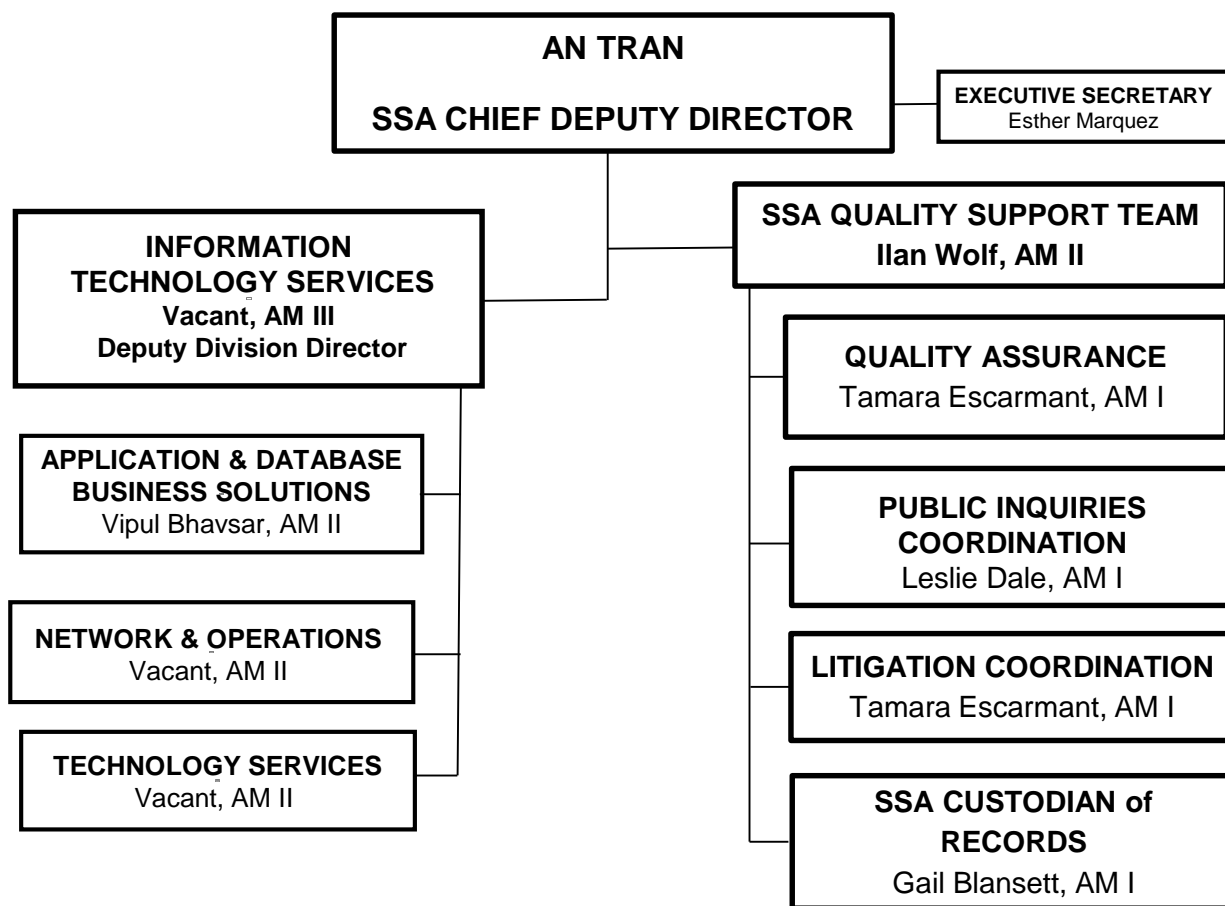 AN TRAN
SSA CHIEF DEPUTY DIRECTOR
EXECUTIVE SECRETARY
Esther Marquez
INFORMATION
TECHNOLOGY SERVICES
Vacant, AM III
Deputy Division Director
APPLICATION & DATABASE
BUSINESS SOLUTIONS
Vipul Bhavsar, AM II
NETWORK & OPERATIONS
Vacant, AM II
TECHNOLOGY SERVICES
Vacant, AM II
SSA QUALITY SUPPORT TEAM
Ilan Wolf, AM II
QUALITY ASSURANCE
Tamara Escarmant, AM I
PUBLIC INQUIRIES
COORDINATION
Leslie Dale, AM I
LITIGATION COORDINATION
Tamara Escarmant, AM I
SSA CUSTODIAN of
RECORDS
Gail Blansett, AM I